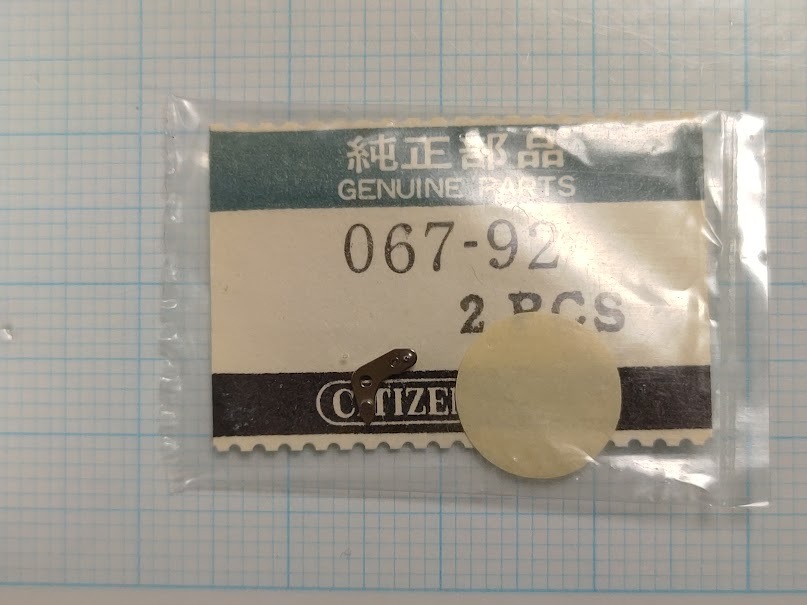 純正部品
GENUINE PARTS
067-92
2 PCS
CITIZEN